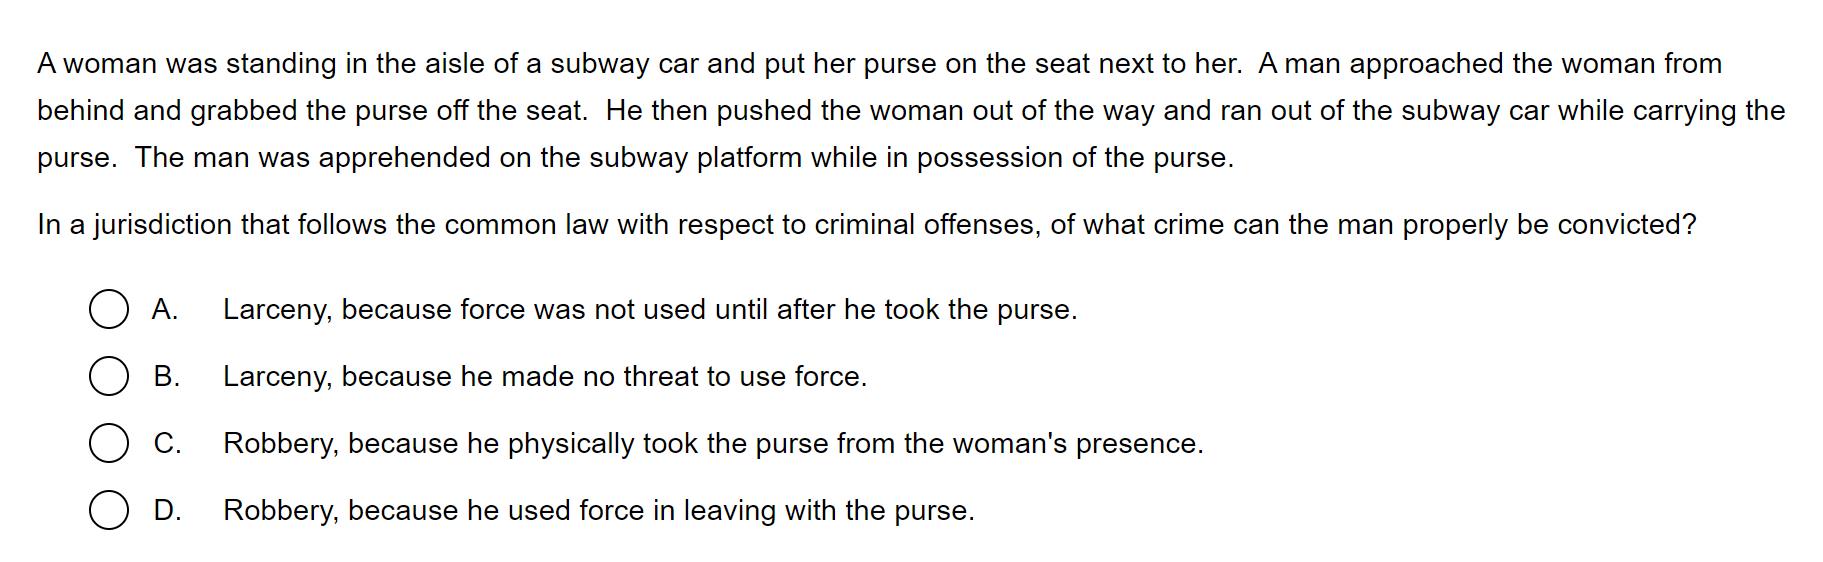 A woman was standing in the aisle of a subway car and put her purse on the seat next to her.  A man approached the woman from
behind and grabbed the purse off the seat.  He then pushed the woman out of the way and ran out of the subway car while carrying the
purse.  The man was apprehended on the subway platform while in possession of the purse.
In a jurisdiction that follows the common law with respect to criminal offenses, of what crime can the man properly be convicted?
A. Larceny, because force was not used until after he took the purse.
B. Larceny, because he made no threat to use force.
C. Robbery, because he physically took the purse from the woman's presence.
D. Robbery, because he used force in leaving with the purse.